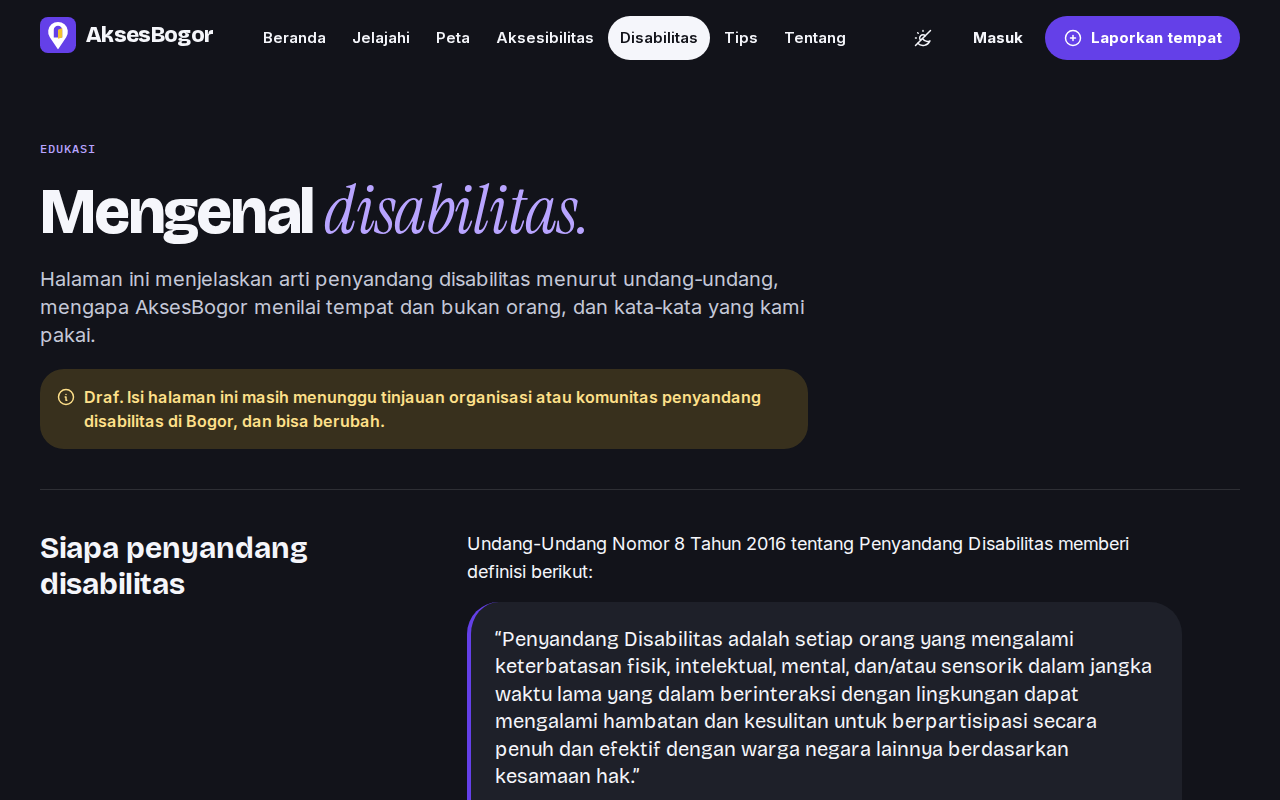 AksesBogor
Beranda
Jelajahi
Peta
Aksesibilitas
Disabilitas
Tips
Tentang
Masuk
Laporkan tempat
EDUKASI
Mengenal disabilitas.
Halaman ini menjelaskan arti penyandang disabilitas menurut undang-undang,
mengapa AksesBogor menilai tempat dan bukan orang, dan kata-kata yang kami
pakai.
Draf. Isi halaman ini masih menunggu tinjauan organisasi atau komunitas penyandang
disabilitas di Bogor, dan bisa berubah.
Siapa penyandang
disabilitas
Undang-Undang Nomor 8 Tahun 2016 tentang Penyandang Disabilitas memberi
definisi berikut:
“Penyandang Disabilitas adalah setiap orang yang mengalami
keterbatasan fisik, intelektual, mental, dan/atau sensorik dalam jangka
waktu lama yang dalam berinteraksi dengan lingkungan dapat
mengalami hambatan dan kesulitan untuk berpartisipasi secara
penuh dan efektif dengan warga negara lainnya berdasarkan
kesamaan hak.”